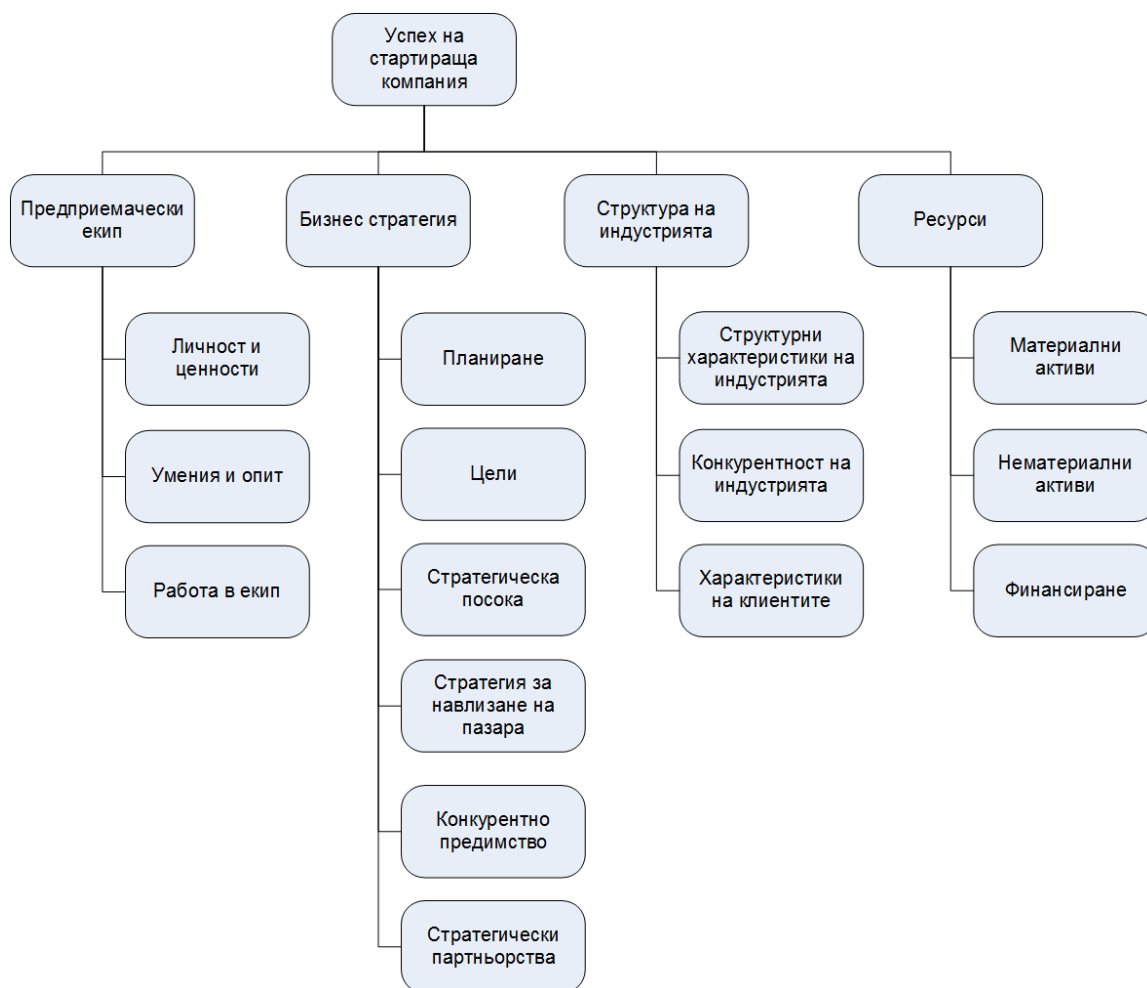 Успех на
стартираща
компания
Предприемачески
екип
Бизнес стратегия
Структура на
индустрията
Ресурси
Личност и
ценности
Умения и опит
Работа в екип
Планиране
Цели
Стратегическа
посока
Стратегия за
навлизане на
пазара
Конкурентно
предимство
Стратегически
партньорства
Структурни
характеристики на
индустрията
Конкурентност на
индустрията
Характеристики
на клиентите
Материални
активи
Нематериални
активи
Финансиране